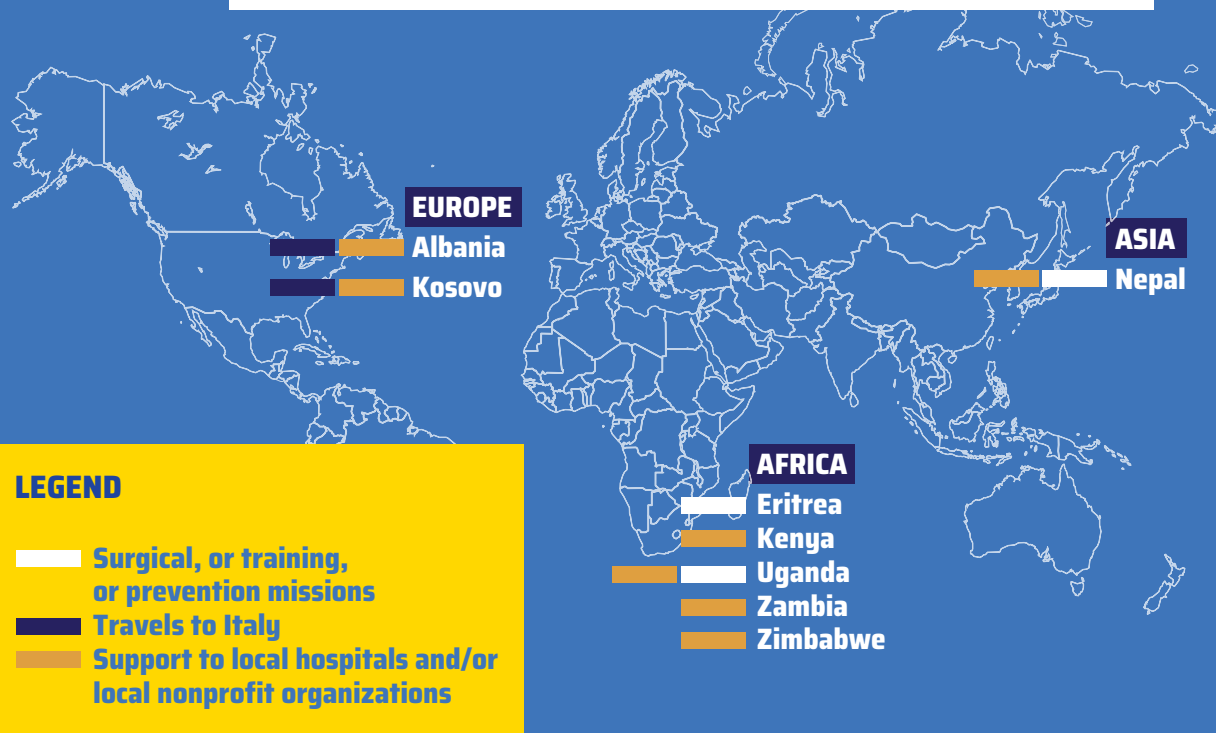 EUROPE
Albania
Kosovo
ASIA
Nepal
AFRICA
Eritrea
Kenya
Uganda
Zambia
Zimbabwe
LEGEND
Surgical, or training,
or prevention missions
Travels to Italy
Support to local hospitals and/or
local nonprofit organizations